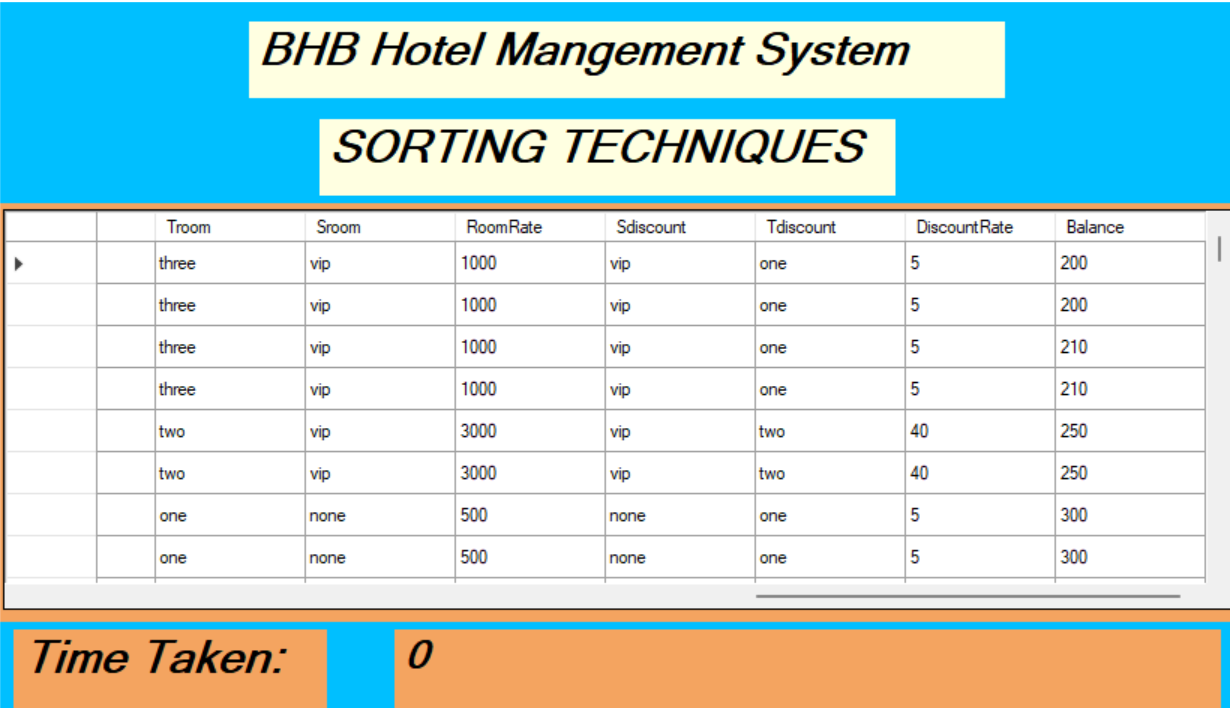 BHB Hotel Mangement System
SORTING TECHNIQUES
Troom Sroom RoomRate Sdiscount Tdiscount DiscountRate Balance
three vip 1000 vip one 5 200
three vip 1000 vip one 5 200
three vip 1000 vip one 5 210
three vip 1000 vip one 5 210
two vip 3000 vip two 40 250
two vip 3000 vip two 40 250
one none 500 none one 5 300
one none 500 none one 5 300
Time Taken: 0